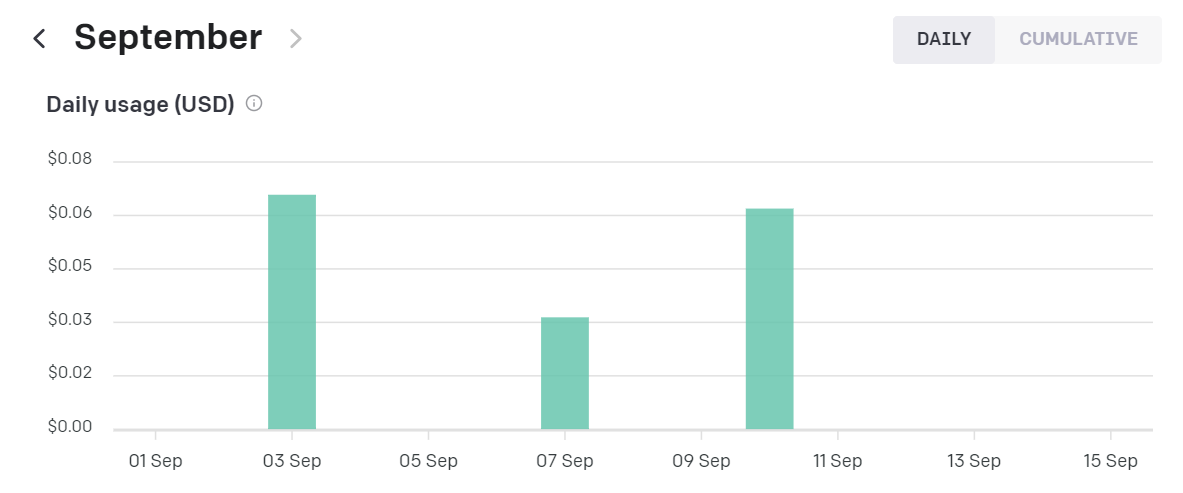 September
DAILY CUMULATIVE
Daily usage (USD)
$0.08
$0.06
$0.05
$0.03
$0.02
$0.00
01 Sep 03 Sep 05 Sep 07 Sep 09 Sep 11 Sep 13 Sep 15 Sep